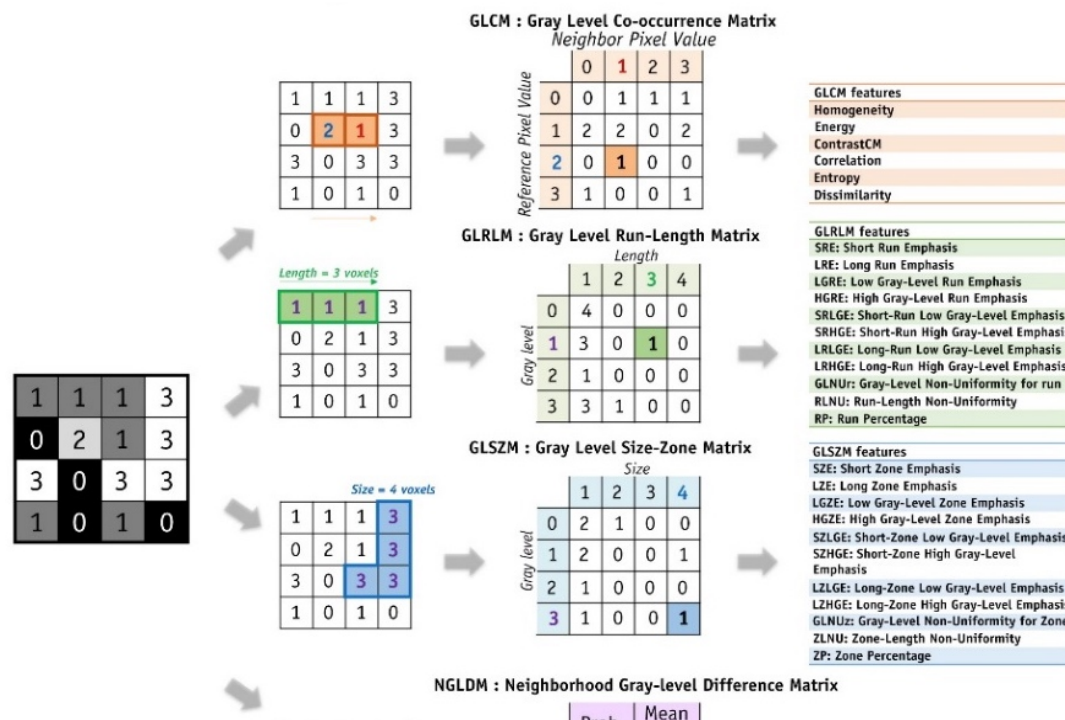 GLCM : Gray Level Co-occurrence Matrix
Neighbor Pixel Value
Reference Pixel Value
0 1 2 3
0 0 1 1 1
1 2 2 0 2
2 0 1 0 0
3 1 0 0 1
1 1 1 3
0 2 1 3
3 0 3 3
1 0 1 0
GLCM features
Homogeneity
Energy
ContrastCM
Correlation
Entropy
Dissimilarity
GLRLM : Gray Level Run-Length Matrix
Length
Gray level
1 2 3 4
0 4 0 0 0
1 3 0 1 0
2 1 0 0 0
3 3 1 0 0
Length = 3 voxels
1 1 1 3
0 2 1 3
3 0 3 3
1 0 1 0
GLRLM features
SRE: Short Run Emphasis
LRE: Long Run Emphasis
LGRE: Low Gray-Level Run Emphasis
HGRE: High Gray-Level Run Emphasis
SRLGE: Short-Run Low Gray-Level Emphasis
SRHGE: Short-Run High Gray-Level Emphasi
LRLGE: Long-Run Low Gray-Level Emphasis
LRHGE: Long-Run High Gray-Level Emphasis
GLNUr: Gray-Level Non-Uniformity for run
RLNU: Run-Length Non-Uniformity
RP: Run Percentage
1 1 1 3
0 2 1 3
3 0 3 3
1 0 1 0
GLSZM : Gray Level Size-Zone Matrix
Size
Gray level
1 2 3 4
0 2 1 0 0
1 2 0 0 1
2 1 0 0 0
3 1 0 0 1
Size = 4 voxels
1 1 1 3
0 2 1 3
3 0 3 3
1 0 1 0
GLSZM features
SZE: Short Zone Emphasis
LZE: Long Zone Emphasis
LGZE: Low Gray-Level Zone Emphasis
HGZE: High Gray-Level Zone Emphasis
SZLGE: Short-Zone Low Gray-Level Emphasis
SZHGE: Short-Zone High Gray-Level
Emphasis
LZLGE: Long-Zone Low Gray-Level Emphasis
LZHGE: Long-Zone High Gray-Level Emphasi
GLNUz: Gray-Level Non-Uniformity for Zone
ZLNU: Zone-Length Non-Uniformity
ZP: Zone Percentage
NGLDM : Neighborhood Gray-level Difference Matrix
Mean